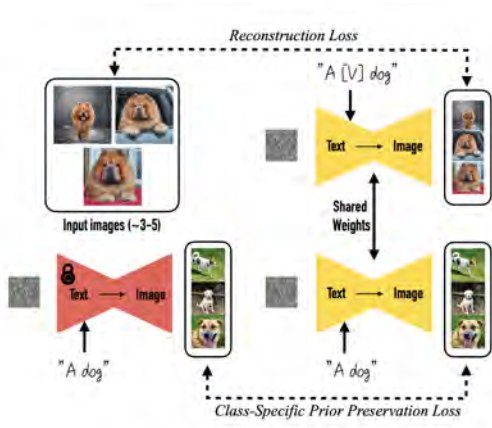 Reconstruction Loss
"A [V] dog"
Text → Image
Input images (~3-5)
Shared
Weights
Text → Image
Text → Image
"A dog"
"A dog"
Class-Specific Prior Preservation Loss